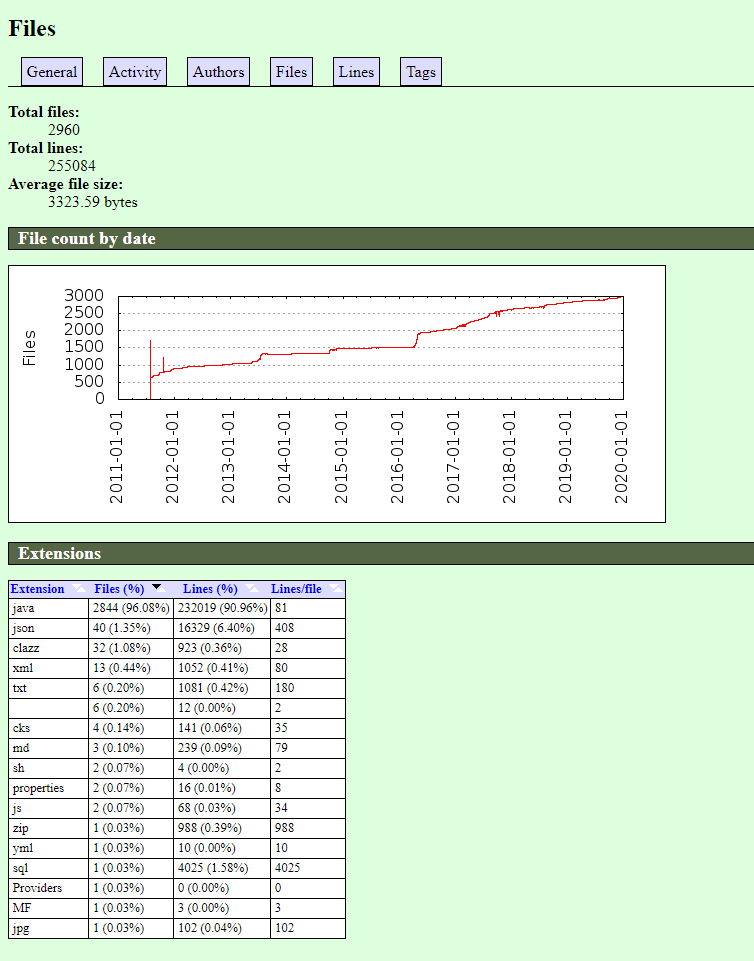 Files
General Activity Authors Files Lines Tags
Total files:
2960
Total lines:
255084
Average file size:
3323.59 bytes
File count by date
3000
2500
2000
1500
1000
500
0
Files
2011-01-01
2012-01-01
2013-01-01
2014-01-01
2015-01-01
2016-01-01
2017-01-01
2018-01-01
2019-01-01
2020-01-01
Extensions
Extension Files (%) Lines (%) Lines/file
java 2844 (96.08%) 232019 (90.96%) 81
json 40 (1.35%) 16329 (6.40%) 408
clazz 32 (1.08%) 923 (0.36%) 28
xml 13 (0.44%) 1052 (0.41%) 80
txt 6 (0.20%) 1081 (0.42%) 180
6 (0.20%) 12 (0.00%) 2
cks 4 (0.14%) 141 (0.06%) 35
md 3 (0.10%) 239 (0.09%) 79
sh 2 (0.07%) 4 (0.00%) 2
properties 2 (0.07%) 16 (0.01%) 8
js 2 (0.07%) 68 (0.03%) 34
zip 1 (0.03%) 988 (0.39%) 988
yml 1 (0.03%) 10 (0.00%) 10
sql 1 (0.03%) 4025 (1.58%) 4025
Providers 1 (0.03%) 0 (0.00%) 0
MF 1 (0.03%) 3 (0.00%) 3
jpg 1 (0.03%) 102 (0.04%) 102